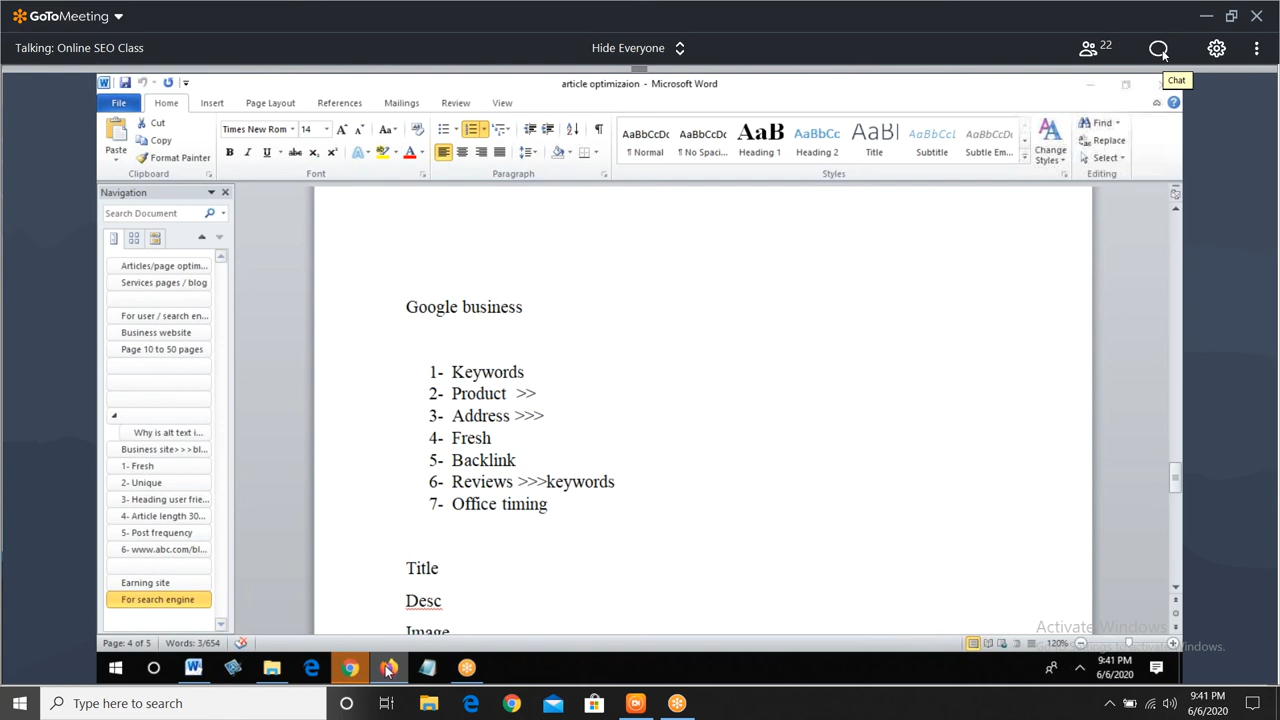 GoToMeeting
Talking: Online SEO Class
Hide Everyone
22
Chat
article optimizaion - Microsoft Word
File Home Insert Page Layout References Mailings Review View
Paste
Cut
Copy
Format Painter
Clipboard
Times New Rom 14
Font
Paragraph
AaBbCcDc AaBbCcDc AaB AaBbCc AaBl AaBbCcl AaBbCcDc
¶ Normal ¶ No Spaci... Heading 1 Heading 2 Title Subtitle Subtle Em...
Styles
Change Styles
Find
Replace
Select
Editing
Navigation
Search Document
Articles/page optim...
Services pages / blog
For user / search en...
Business website
Page 10 to 50 pages
Why is alt text i...
Business site>>>bl...
1- Fresh
2- Unique
3- Heading user frie...
4- Article length 30...
5- Post frequency
6- www.abc.com/bl...
Earning site
For search engine
Google business
1- Keywords
2- Product >>
3- Address >>>
4- Fresh
5- Backlink
6- Reviews >>>keywords
7- Office timing
Title
Desc
Image
Activate Windows
Page: 4 of 5 Words: 3/654
120%
9:41 PM
6/6/2020
Type here to search
9:41 PM
6/6/2020